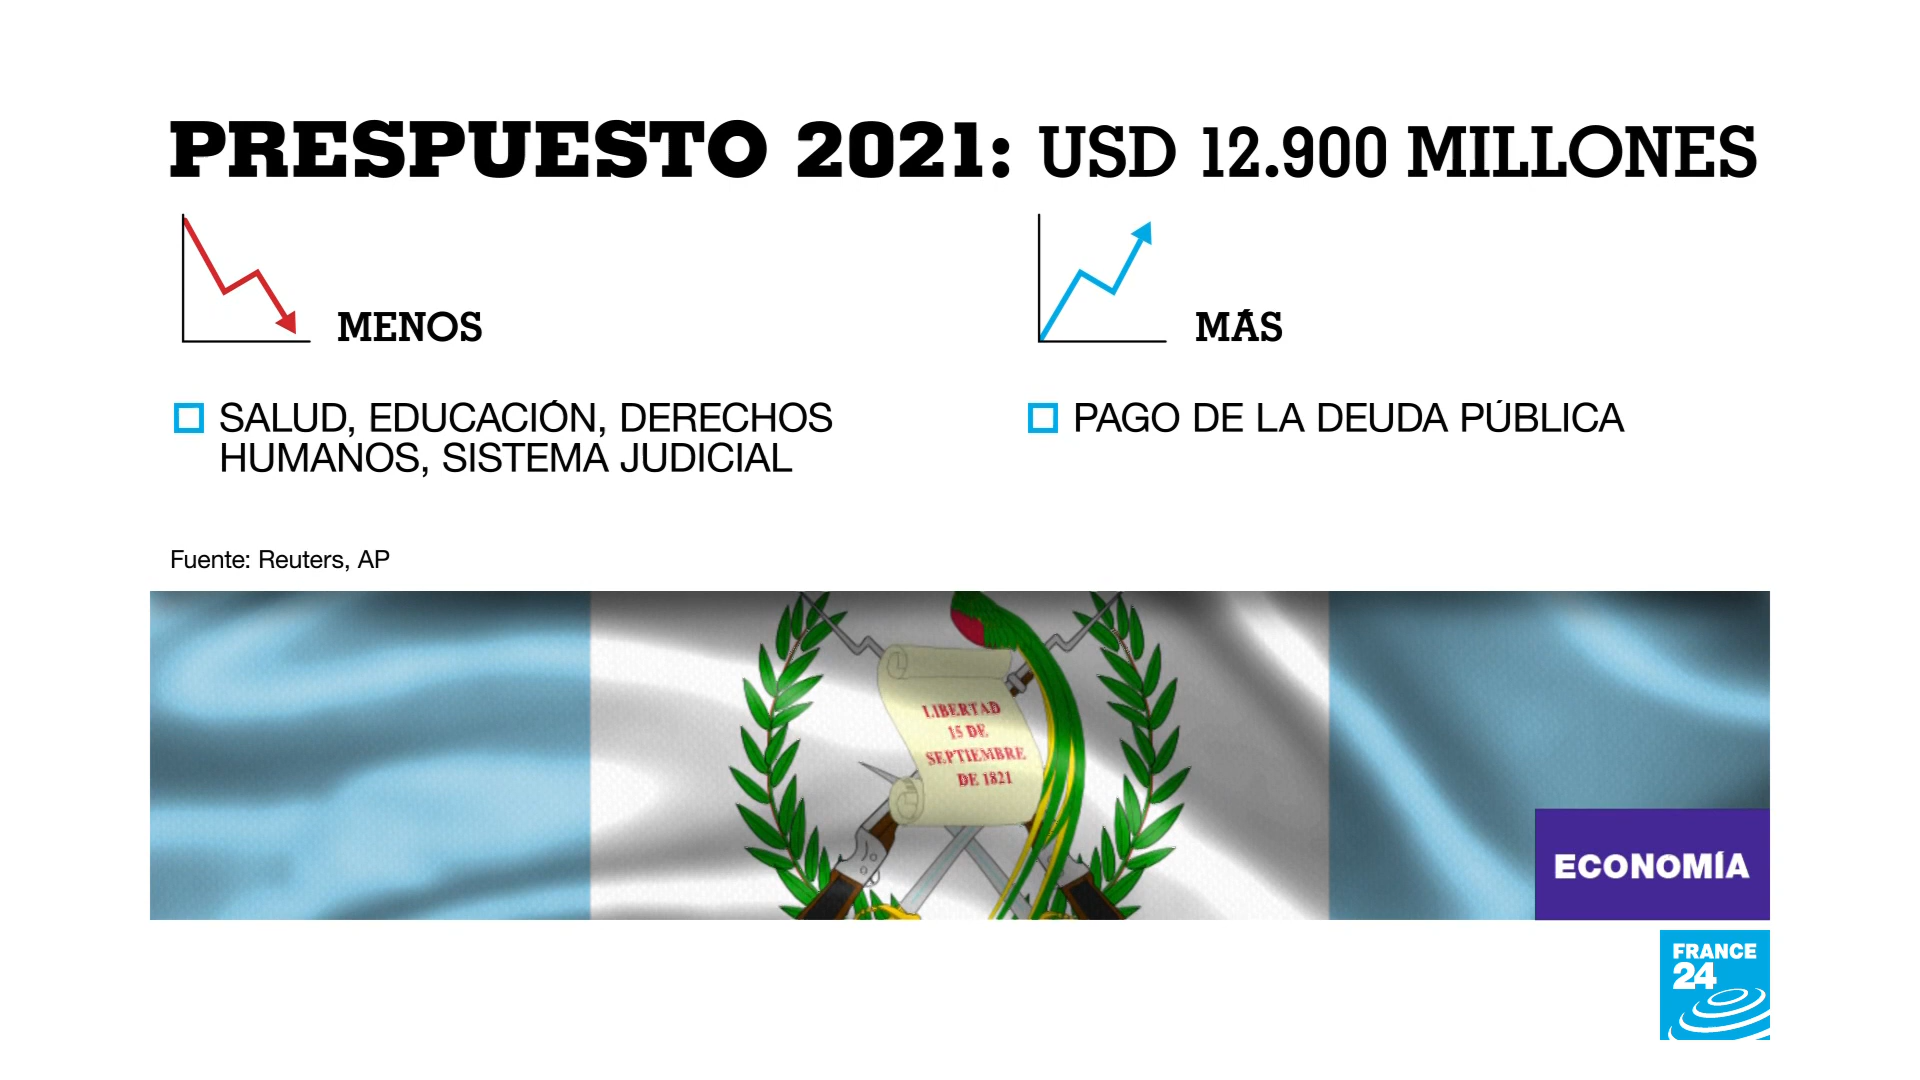 PRESPUESTO 2021: USD 12.900 MILLONES
MENOS
SALUD, EDUCACIÓN, DERECHOS
HUMANOS, SISTEMA JUDICIAL
MÁS
PAGO DE LA DEUDA PÚBLICA
Fuente: Reuters, AP
LIBERTAD
15 DE
SEPTIEMBRE
DE 1821
ECONOMÍA
FRANCE
24